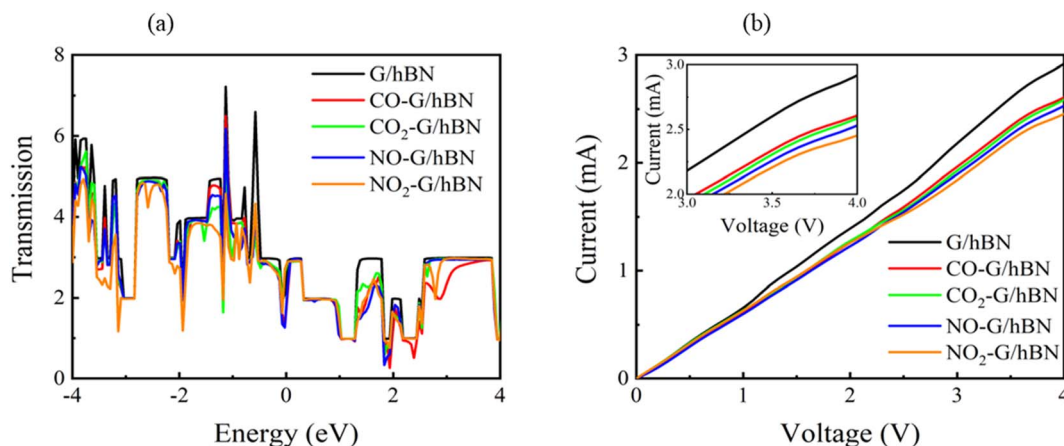 (a)
8
6
4
2
0
Transmission
-4
-2
0
2
4
Energy (eV)
G/hBN
CO-G/hBN
CO₂-G/hBN
NO-G/hBN
NO₂-G/hBN
(b)
3
2
1
0
Current (mA)
0
1
2
3
4
Voltage (V)
3.0
2.5
2.0
Current (mA)
3.0
3.5
4.0
Voltage (V)
G/hBN
CO-G/hBN
CO₂-G/hBN
NO-G/hBN
NO₂-G/hBN